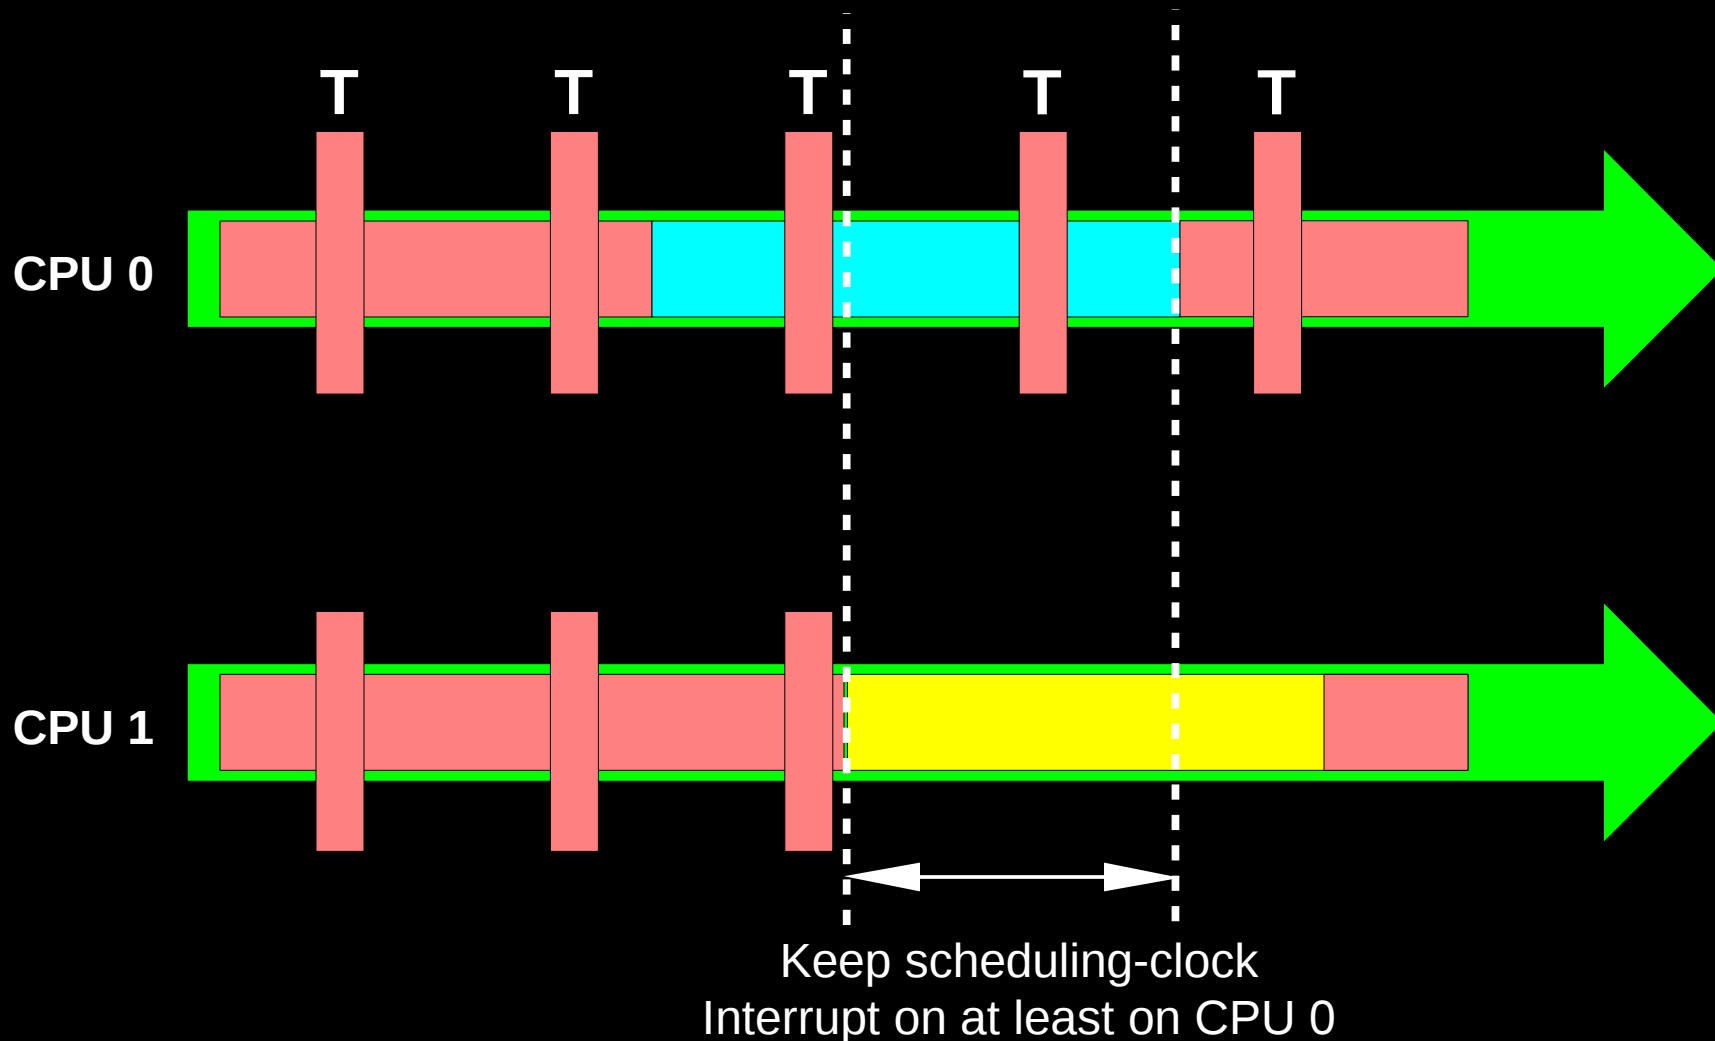 T T T T T
CPU 0
CPU 1
Keep scheduling-clock
Interrupt on at least on CPU 0